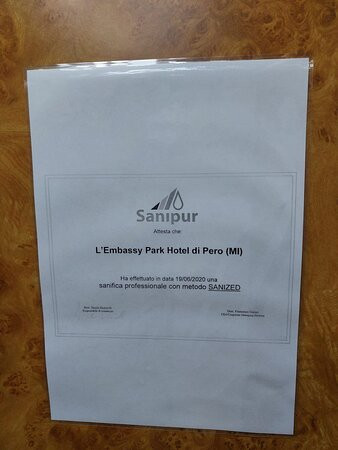 Sanipur
Attesta che:
L'Embassy Park Hotel di Pero (MI)
Ha effettuato in data 19/06/2020 una
sanifica professionale con metodo SANIZED